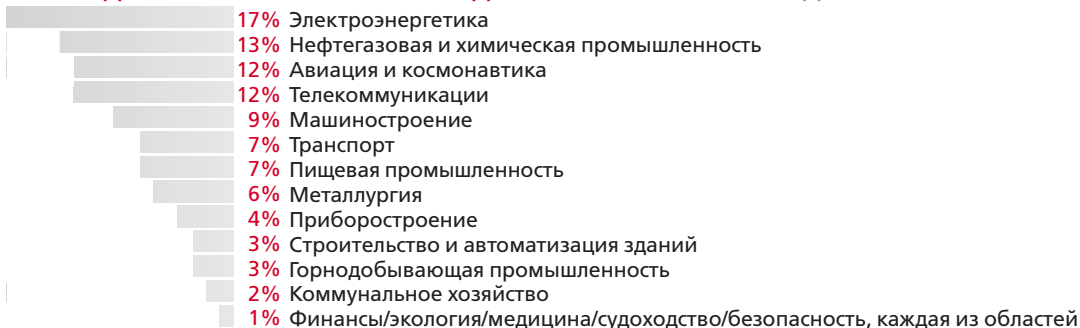 17% Электроэнергетика
13% Нефтегазовая и химическая промышленность
12% Авиация и космонавтика
12% Телекоммуникации
9% Машиностроение
7% Транспорт
7% Пищевая промышленность
6% Металлургия
4% Приборостроение
3% Строительство и автоматизация зданий
3% Горнодобывающая промышленность
2% Коммунальное хозяйство
1% Финансы/экология/медицина/судоходство/безопасность, каждая из областей